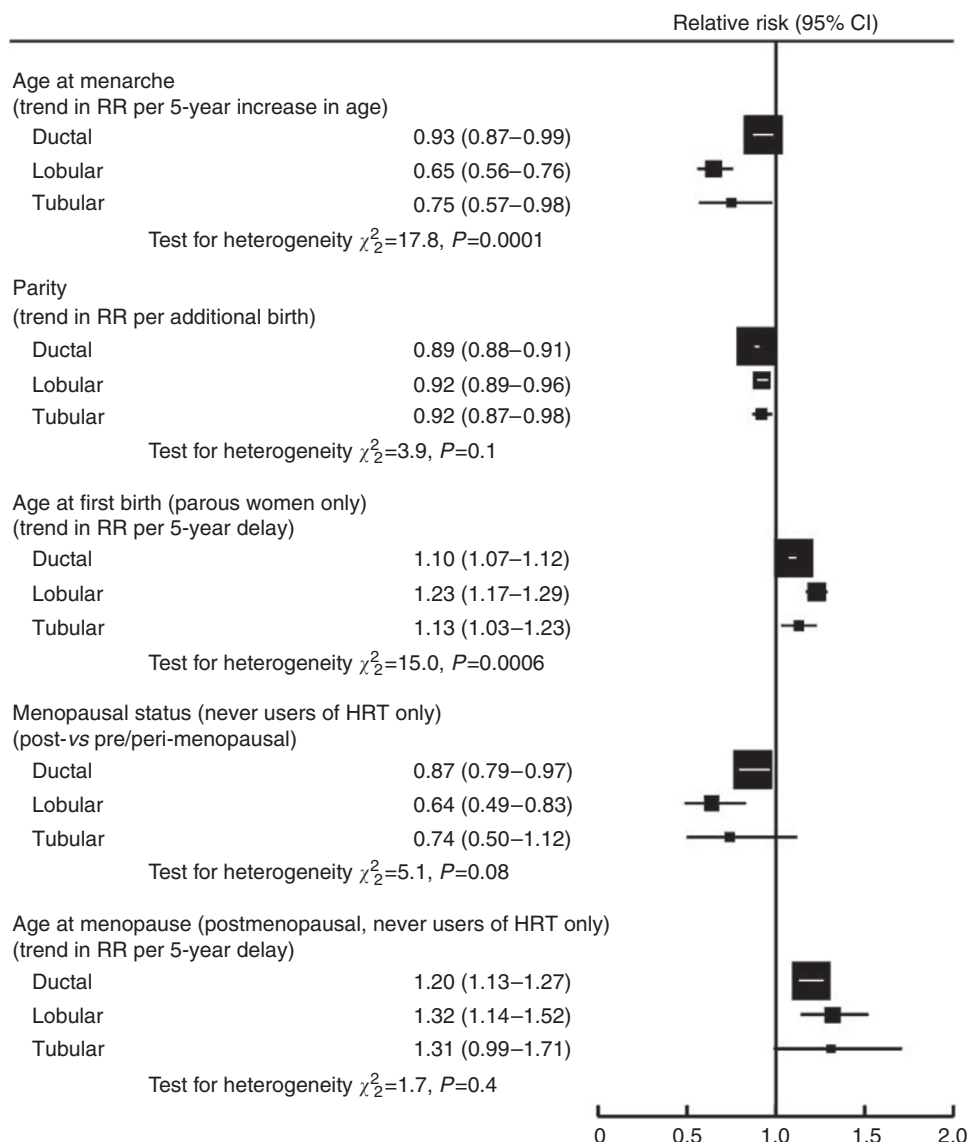 Relative risk (95% CI)
Age at menarche
(trend in RR per 5-year increase in age)
Ductal 0.93 (0.87–0.99)
Lobular 0.65 (0.56–0.76)
Tubular 0.75 (0.57–0.98)
Test for heterogeneity χ²₂=17.8, P=0.0001
Parity
(trend in RR per additional birth)
Ductal 0.89 (0.88–0.91)
Lobular 0.92 (0.89–0.96)
Tubular 0.92 (0.87–0.98)
Test for heterogeneity χ²₂=3.9, P=0.1
Age at first birth (parous women only)
(trend in RR per 5-year delay)
Ductal 1.10 (1.07–1.12)
Lobular 1.23 (1.17–1.29)
Tubular 1.13 (1.03–1.23)
Test for heterogeneity χ²₂=15.0, P=0.0006
Menopausal status (never users of HRT only)
(post-vs pre/peri-menopausal)
Ductal 0.87 (0.79–0.97)
Lobular 0.64 (0.49–0.83)
Tubular 0.74 (0.50–1.12)
Test for heterogeneity χ²₂=5.1, P=0.08
Age at menopause (postmenopausal, never users of HRT only)
(trend in RR per 5-year delay)
Ductal 1.20 (1.13–1.27)
Lobular 1.32 (1.14–1.52)
Tubular 1.31 (0.99–1.71)
Test for heterogeneity χ²₂=1.7, P=0.4
0 0.5 1.0 1.5 2.0